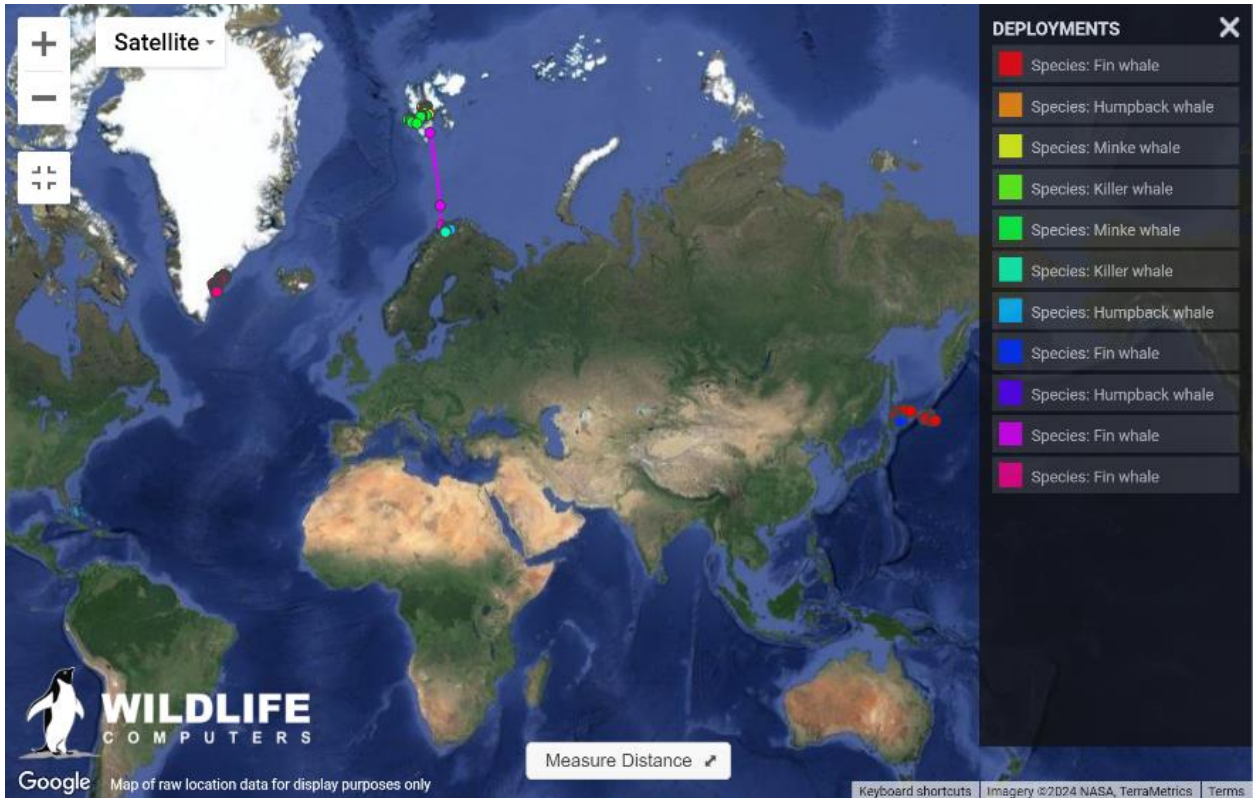 Satellite
DEPLOYMENTS
Species: Fin whale
Species: Humpback whale
Species: Minke whale
Species: Killer whale
Species: Minke whale
Species: Killer whale
Species: Humpback whale
Species: Fin whale
Species: Humpback whale
Species: Fin whale
Species: Fin whale
WILDLIFE
COMPUTERS
Measure Distance
Google
Map of raw location data for display purposes only
Keyboard shortcuts
Imagery ©2024 NASA, TerraMetrics
Terms